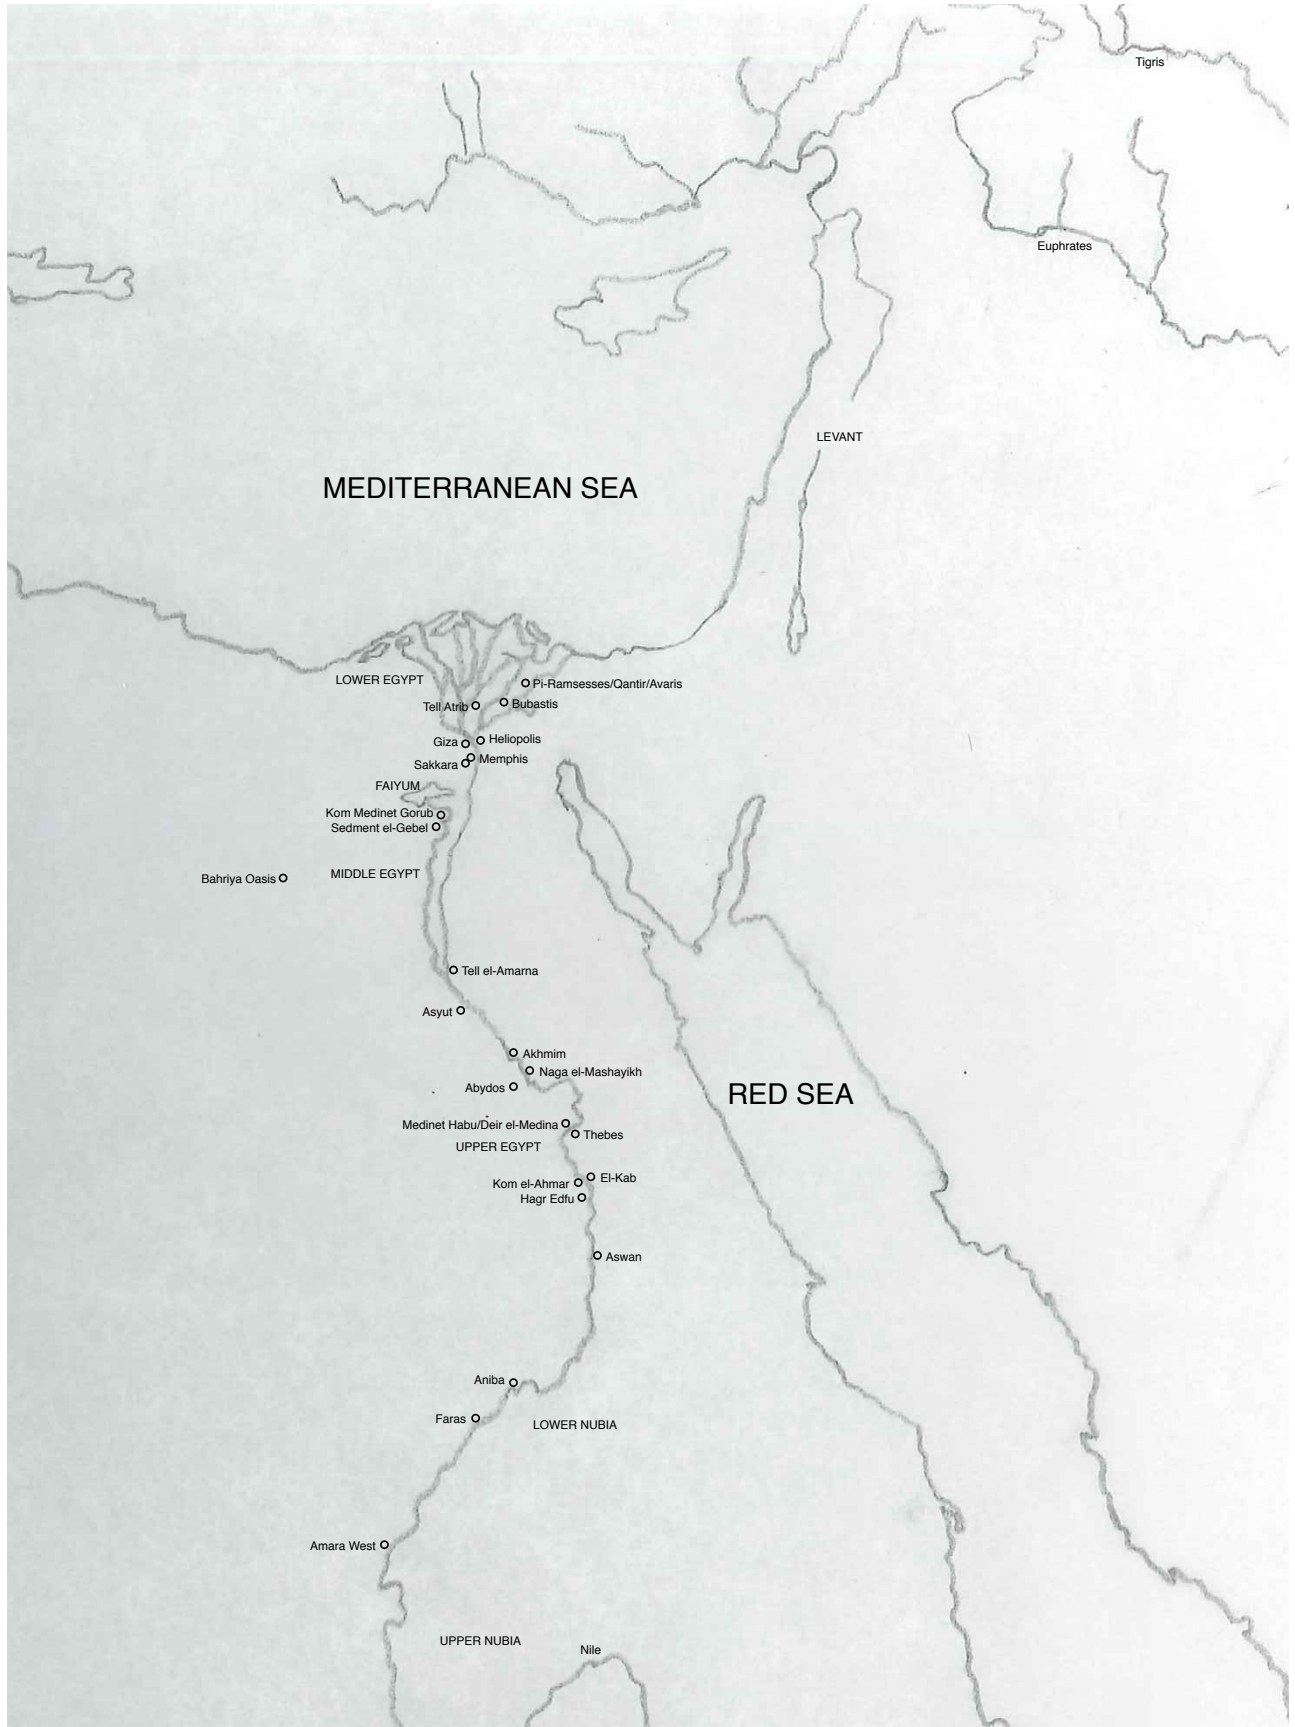 Tigris
Euphrates
LEVANT
MEDITERRANEAN SEA
LOWER EGYPT
Pi-Ramsesses/Qantir/Avaris
Tell Atrib
Bubastis
Giza
Heliopolis
Sakkara
Memphis
FAIYUM
Kom Medinet Gorub
Sedment el-Gebel
MIDDLE EGYPT
Bahriya Oasis
Tell el-Amarna
Asyut
Akhmim
Naga el-Mashayikh
Abydos
RED SEA
Medinet Habu/Deir el-Medina
Thebes
UPPER EGYPT
El-Kab
Kom el-Ahmar
Hagr Edfu
Aswan
Aniba
Faras
LOWER NUBIA
Amara West
UPPER NUBIA
Nile